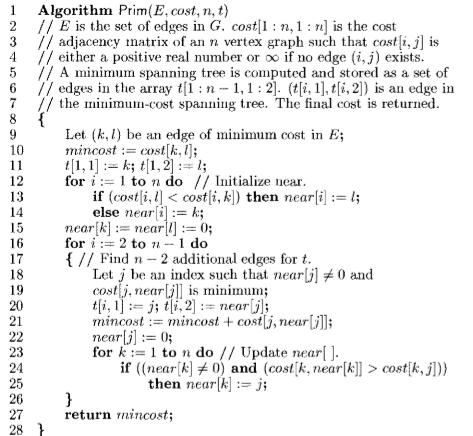 1 Algorithm Prim(E, cost, n, t)
2 // E is the set of edges in G. cost[1 : n, 1 : n] is the cost
3 // adjacency matrix of an n vertex graph such that cost[i, j] is
4 // either a positive real number or ∞ if no edge (i, j) exists.
5 // A minimum spanning tree is computed and stored as a set of
6 // edges in the array t[1 : n − 1, 1 : 2]. (t[i, 1], t[i, 2]) is an edge in
7 // the minimum-cost spanning tree. The final cost is returned.
8 {
9 Let (k, l) be an edge of minimum cost in E;
10 mincost := cost[k, l];
11 t[1, 1] := k; t[1, 2] := l;
12 for i := 1 to n do // Initialize near.
13 if (cost[i, l] < cost[i, k]) then near[i] := l;
14 else near[i] := k;
15 near[k] := near[l] := 0;
16 for i := 2 to n − 1 do
17 { // Find n − 2 additional edges for t.
18 Let j be an index such that near[j] ≠ 0 and
19 cost[j, near[j]] is minimum;
20 t[i, 1] := j; t[i, 2] := near[j];
21 mincost := mincost + cost[j, near[j]];
22 near[j] := 0;
23 for k := 1 to n do // Update near[ ].
24 if ((near[k] ≠ 0) and (cost[k, near[k]] > cost[k, j]))
25 then near[k] := j;
26 }
27 return mincost;
28 }